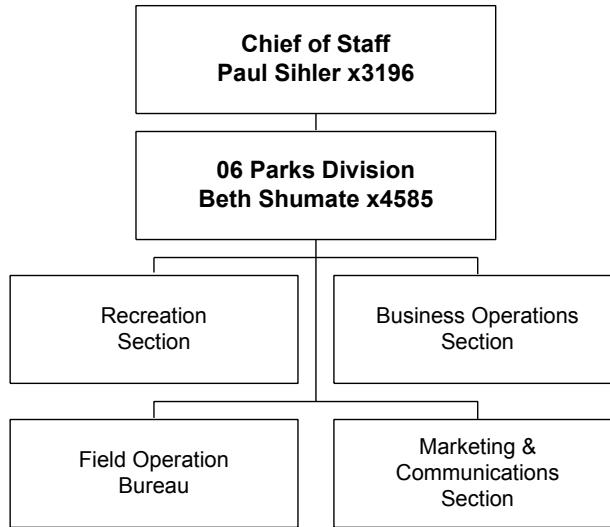 Chief of Staff
Paul Sihler x3196
06 Parks Division
Beth Shumate x4585
Recreation
Section
Business Operations
Section
Field Operation
Bureau
Marketing &
Communications
Section